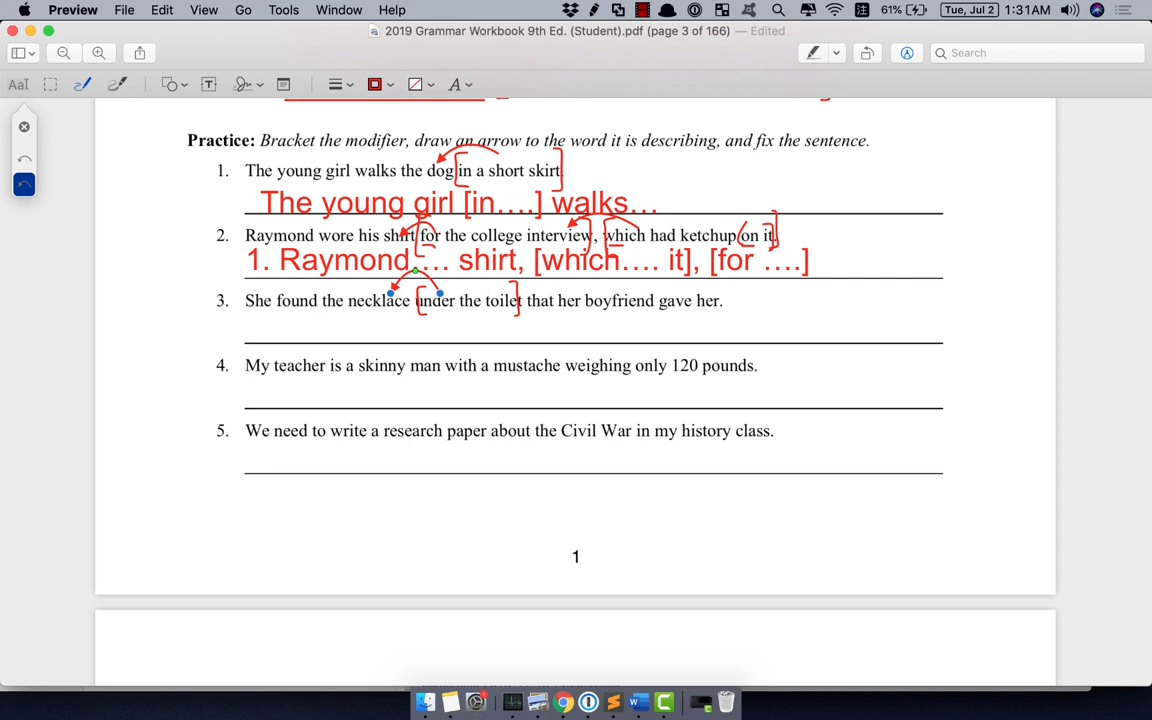 Preview File Edit View Go Tools Window Help 61% Tue, Jul 2 1:31AM
2019 Grammar Workbook 9th Ed. (Student).pdf (page 3 of 166) — Edited
Search
AaI T A
Practice: Bracket the modifier, draw an arrow to the word it is describing, and fix the sentence.
1. The young girl walks the dog in a short skirt.
The young girl [in….] walks…
2. Raymond wore his shirt for the college interview, which had ketchup on it.
1. Raymond…. shirt, [which…. it], [for ….]
3. She found the necklace under the toilet that her boyfriend gave her.
4. My teacher is a skinny man with a mustache weighing only 120 pounds.
5. We need to write a research paper about the Civil War in my history class.
1